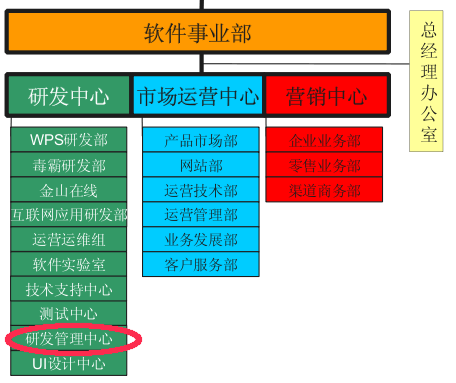 软件事业部
总经理办公室
研发中心
市场运营中心
营销中心
WPS研发部
毒霸研发部
金山在线
互联网应用研发部
运营运维组
软件实验室
技术支持中心
测试中心
研发管理中心
UI设计中心
产品市场部
网站部
运营技术部
运营管理部
业务发展部
客户服务部
企业业务部
零售业务部
渠道商务部